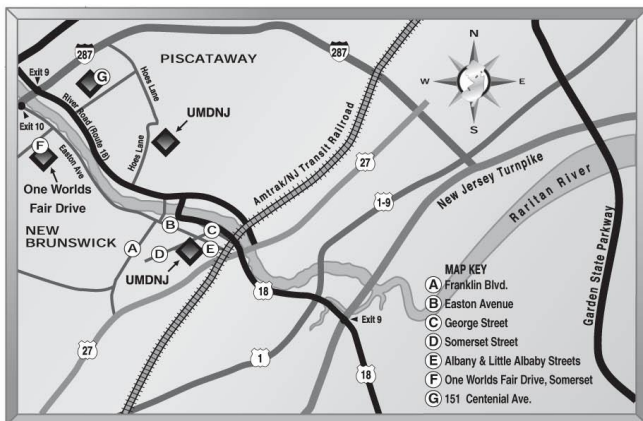 N
W E
S
287
287
Exit 9
PISCATAWAY
Hoes Lane
G
UMDNJ
River Road (Route 18)
Exit 10
Easton Ave
Hoes Lane
F
One Worlds
Fair Drive
Amtrak/NJ Transit Railroad
27
1-9
New Jersey Turnpike
Raritan River
Garden State Parkway
NEW
BRUNSWICK
B
C
A
D
E
UMDNJ
18
Exit 9
27
1
18
MAP KEY
A Franklin Blvd.
B Easton Avenue
C George Street
D Somerset Street
E Albany & Little Albaby Streets
F One Worlds Fair Drive, Somerset
G 151 Centenial Ave.